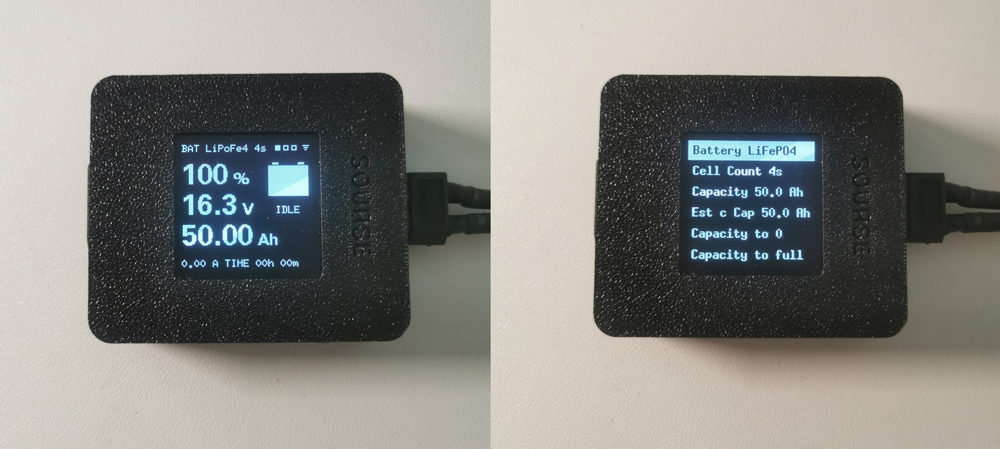 BAT LiPoFe4 4s
100 %
16.3 v
IDLE
50.00 Ah
0.00 A TIME 00h 00m
SOURSE
Battery LiFePO4
Cell Count 4s
Capacity 50.0 Ah
Est c Cap 50.0 Ah
Capacity to 0
Capacity to full
SOURSE